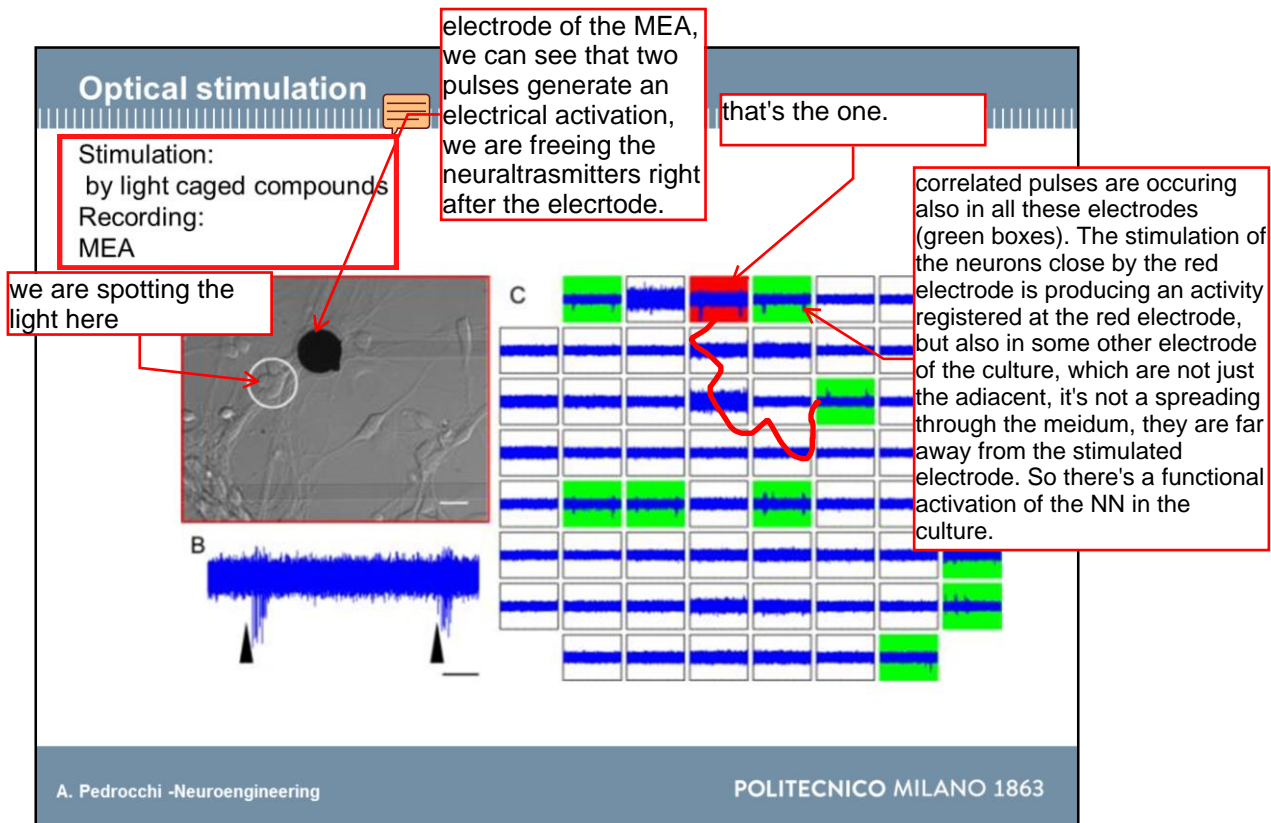 Optical stimulation
Stimulation:
by light caged compounds
Recording:
MEA
electrode of the MEA,
we can see that two
pulses generate an
electrical activation,
we are freeing the
neuraltrasmitters right
after the elecrtode.
that's the one.
we are spotting the
light here
correlated pulses are occuring
also in all these electrodes
(green boxes). The stimulation of
the neurons close by the red
electrode is producing an activity
registered at the red electrode,
but also in some other electrode
of the culture, which are not just
the adiacent, it's not a spreading
through the meidum, they are far
away from the stimulated
electrode. So there's a functional
activation of the NN in the
culture.
C
B
A. Pedrocchi -Neuroengineering
POLITECNICO MILANO 1863